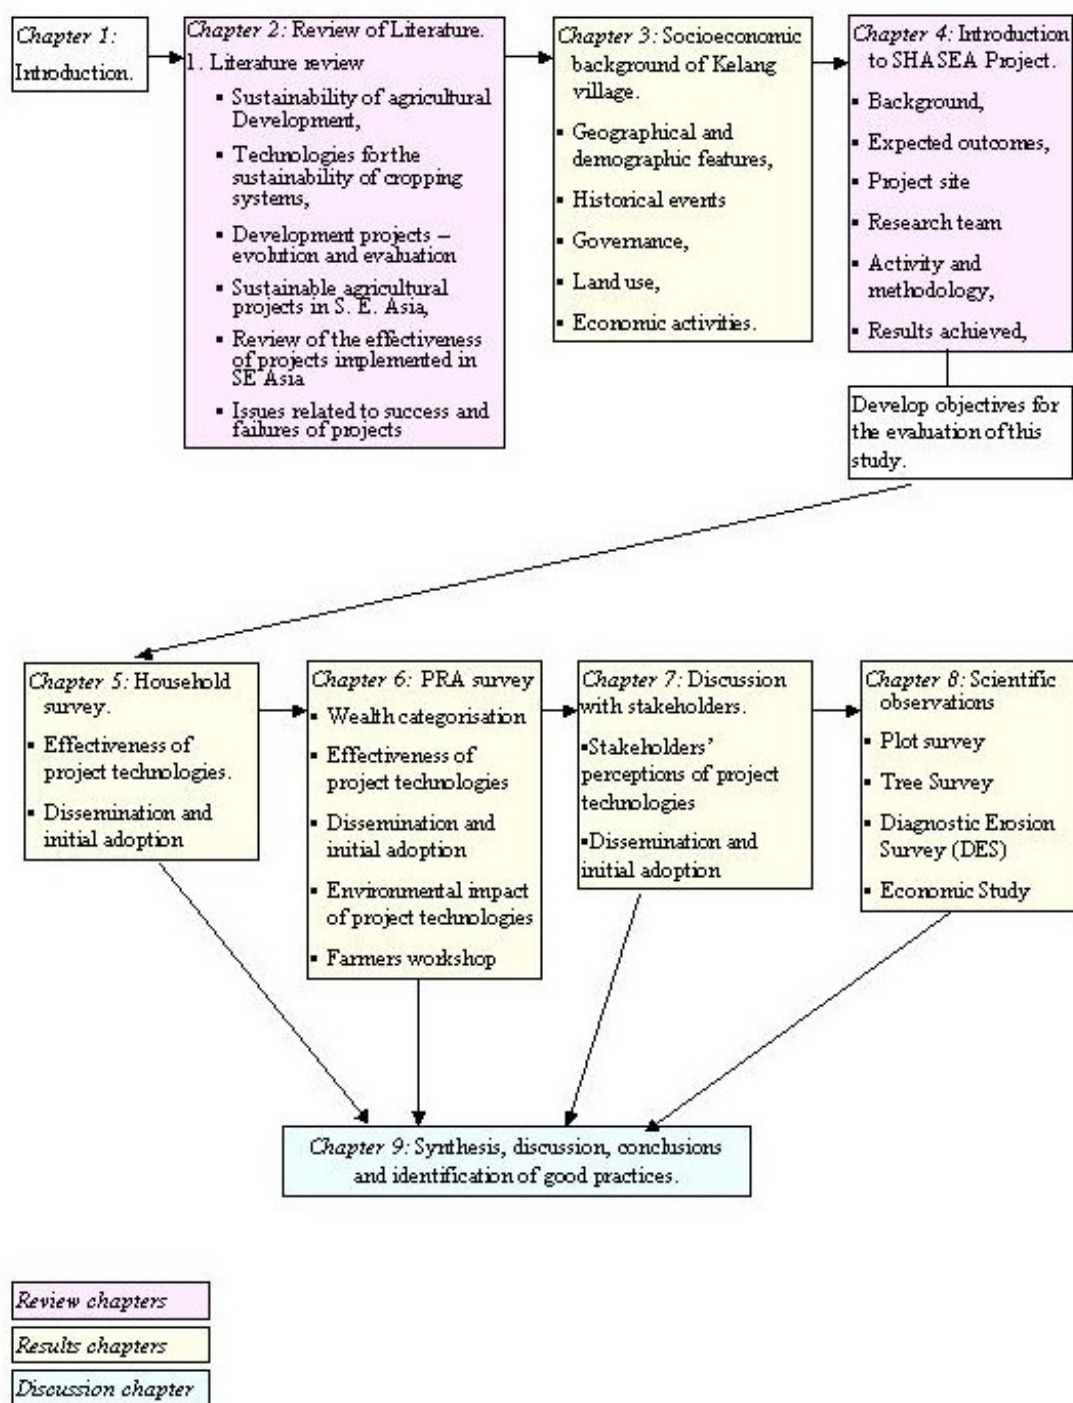 Chapter 1:
Introduction.
Chapter 2: Review of Literature.
1. Literature review
▪ Sustainability of agricultural
Development,
▪ Technologies for the
sustainability of cropping
systems,
▪ Development projects –
evolution and evaluation
▪ Sustainable agricultural
projects in S. E. Asia,
▪ Review of the effectiveness
of projects implemented in
SE Asia
▪ Issues related to success and
failures of projects
Chapter 3: Socioeconomic
background of Kelang
village.
▪ Geographical and
demographic features,
▪ Historical events
▪ Governance,
▪ Land use,
▪ Economic activities.
Chapter 4: Introduction
to SHASEA Project.
▪ Background,
▪ Expected outcomes,
▪ Project site
▪ Research team
▪ Activity and
methodology,
▪ Results achieved,
Develop objectives for
the evaluation of this
study.
Chapter 5: Household
survey.
▪ Effectiveness of
project technologies.
▪ Dissemination and
initial adoption
Chapter 6: PRA survey
▪ Wealth categorisation
▪ Effectiveness of
project technologies
▪ Dissemination and
initial adoption
▪ Environmental impact
of project technologies
▪ Farmers workshop
Chapter 7: Discussion
with stakeholders.
▪Stakeholders’
perceptions of project
technologies
▪Dissemination and
initial adoption
Chapter 8: Scientific
observations
▪ Plot survey
▪ Tree Survey
▪ Diagnostic Erosion
Survey (DES)
▪ Economic Study
Chapter 9: Synthesis, discussion, conclusions
and identification of good practices.
Review chapters
Results chapters
Discussion chapter